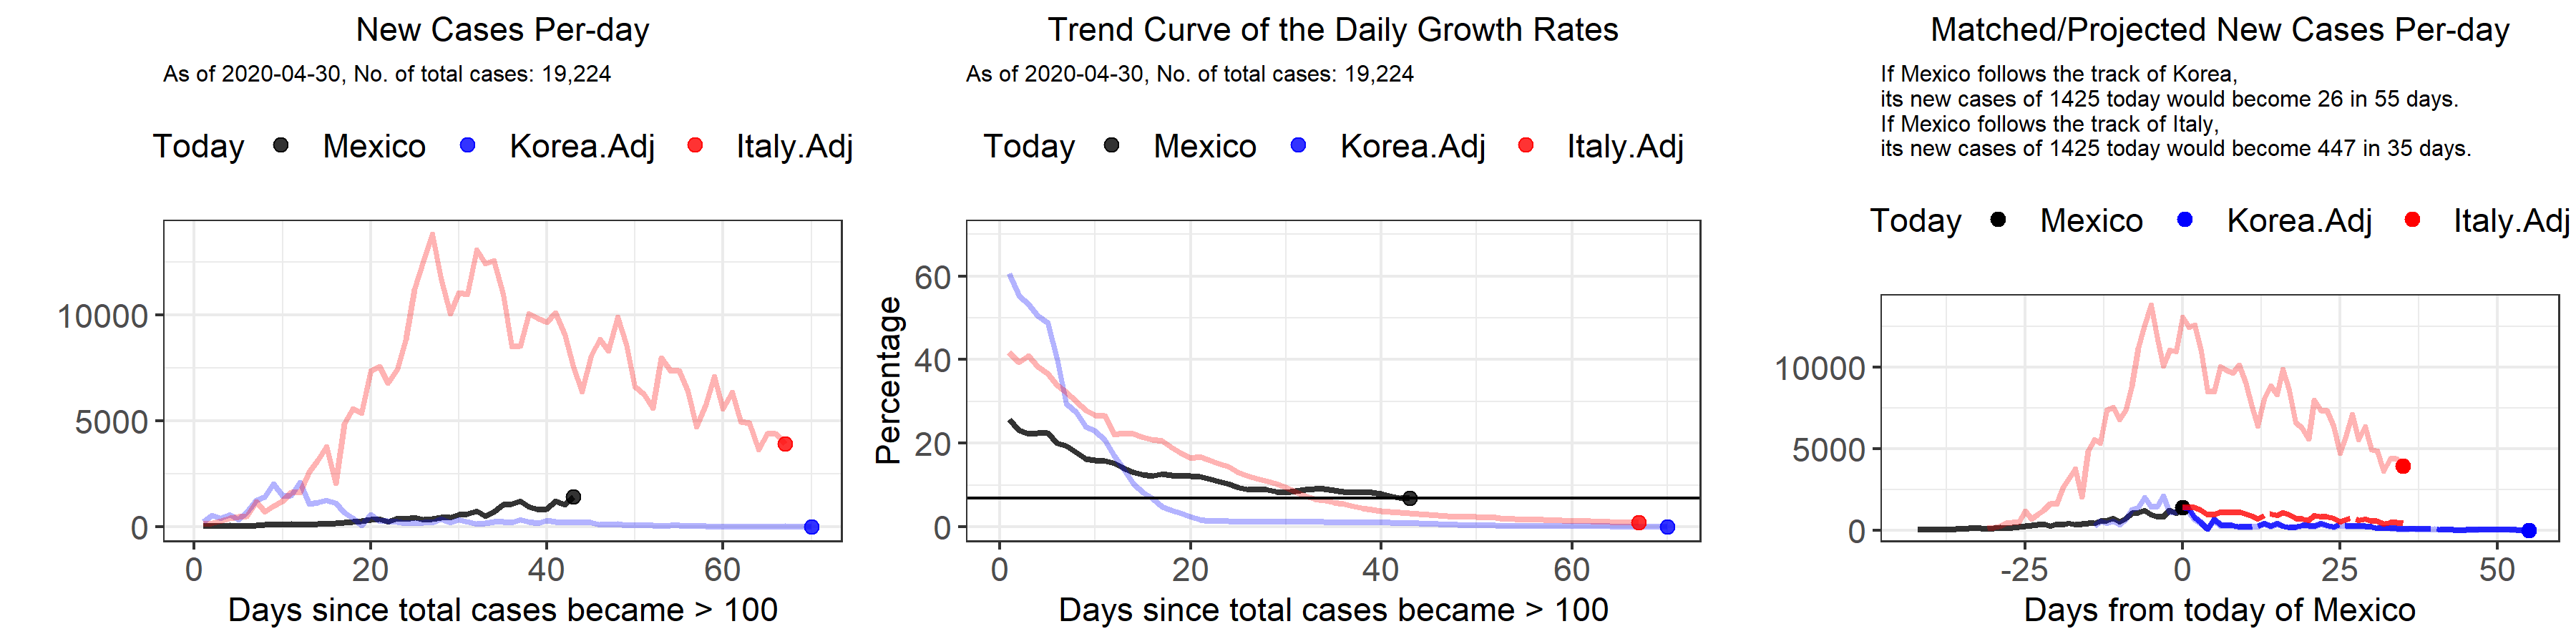 New Cases Per-day
As of 2020-04-30, No. of total cases: 19,224
Today Mexico Korea.Adj Italy.Adj
10000
5000
0
0 20 40 60
Days since total cases became > 100
Trend Curve of the Daily Growth Rates
As of 2020-04-30, No. of total cases: 19,224
Today Mexico Korea.Adj Italy.Adj
Percentage
60
40
20
0
0 20 40 60
Days since total cases became > 100
Matched/Projected New Cases Per-day
If Mexico follows the track of Korea,
its new cases of 1425 today would become 26 in 55 days.
If Mexico follows the track of Italy,
its new cases of 1425 today would become 447 in 35 days.
Today Mexico Korea.Adj Italy.Adj
10000
5000
0
-25 0 25 50
Days from today of Mexico